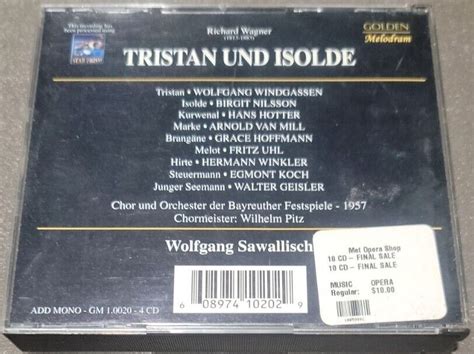 This recording has
been processed using
Richard Wagner
(1813-1883)
GOLDEN
Melodram
TRISTAN UND ISOLDE
Tristan • WOLFGANG WINDGASSEN
Isolde • BIRGIT NILSSON
Kurwenal • HANS HOTTER
Marke • ARNOLD VAN MILL
Brangäne • GRACE HOFFMANN
Melot • FRITZ UHL
Hirte • HERMANN WINKLER
Steuermann • EGMONT KOCH
Junger Seemann • WALTER GEISLER
Chor und Orchester der Bayreuther Festspiele - 1957
Chormeister: Wilhelm Pitz
Wolfgang Sawallisch
Met Opera Shop
10 CD - FINAL SALE
10 CD - FINAL SALE
MUSIC OPERA
Regular: $10.00
6 08974 10202 9
ADD MONO - GM 1.0020 - 4 CD